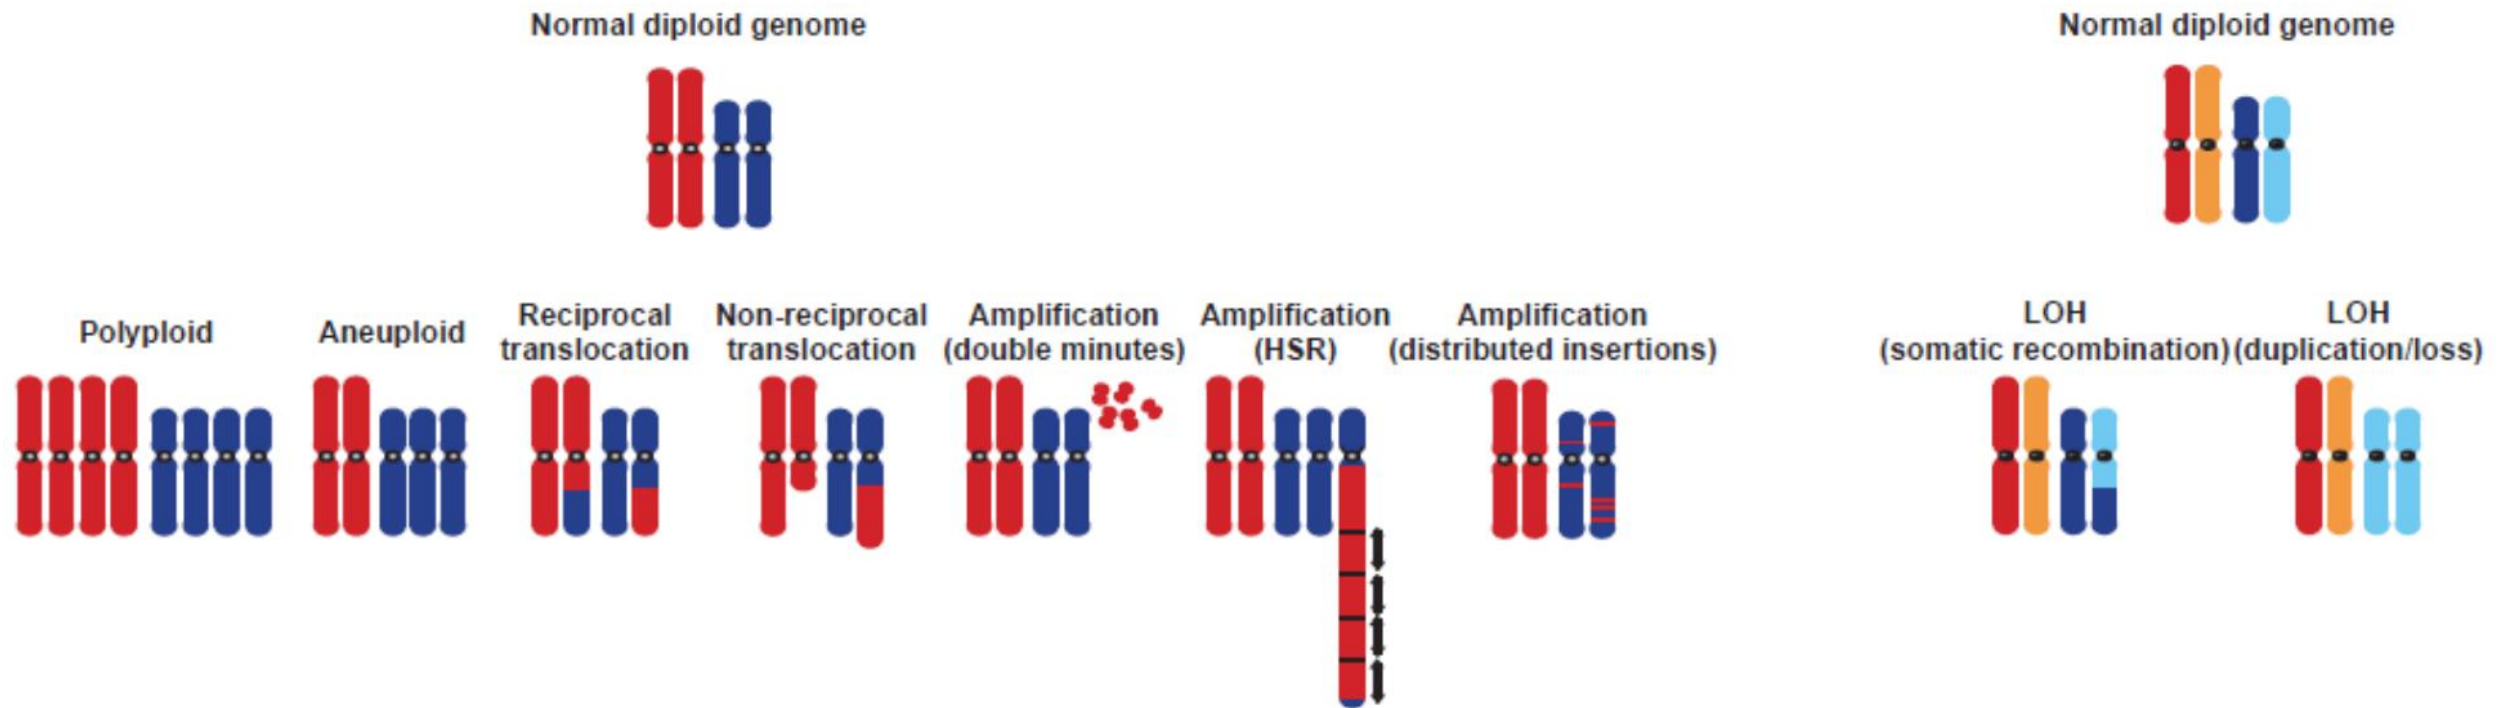 Normal diploid genome
Normal diploid genome
Polyploid
Aneuploid
Reciprocal
translocation
Non-reciprocal
translocation
Amplification
(double minutes)
Amplification
(HSR)
Amplification
(distributed insertions)
LOH
(somatic recombination)
LOH
(duplication/loss)